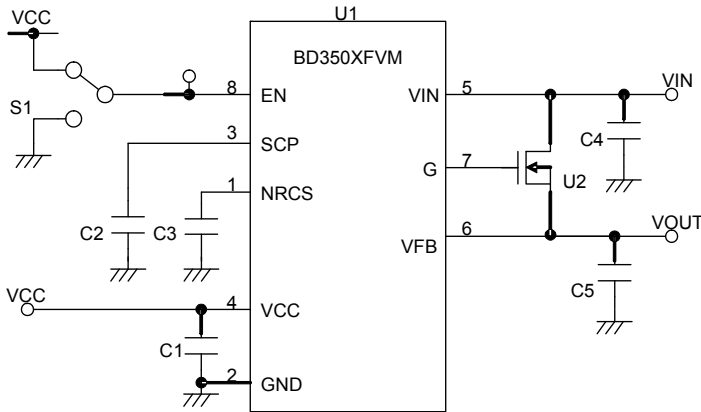 U1
VCC
BD350XFVM
S1
8
EN
VIN
5
VIN
3
SCP
C4
G
7
U2
1
NRCS
C2
C3
VFB
6
VOUT
C5
VCC
4
VCC
C1
2
GND